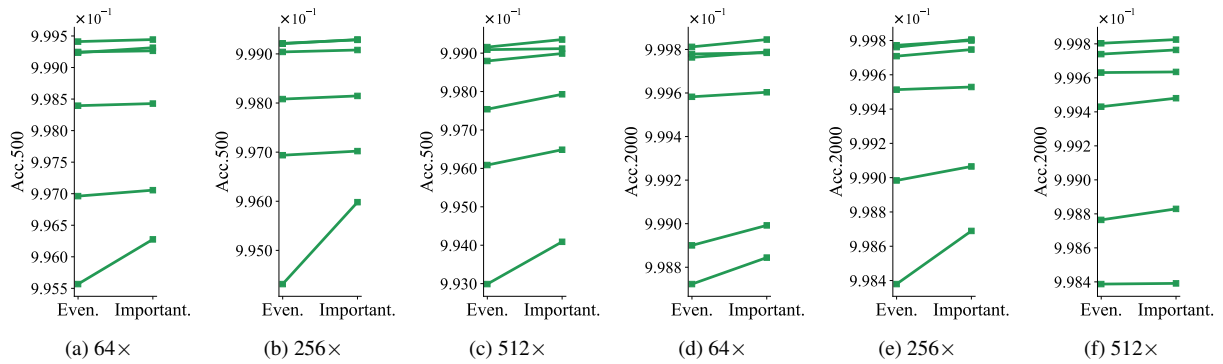 ×10⁻¹
9.995
9.990
9.985
9.980
9.975
9.970
9.965
9.960
9.955
Acc.500
Even. Important.
(a) 64×
×10⁻¹
9.990
9.980
9.970
9.960
9.950
Acc.500
Even. Important.
(b) 256×
×10⁻¹
9.990
9.980
9.970
9.960
9.950
9.940
9.930
Acc.500
Even. Important.
(c) 512×
×10⁻¹
9.998
9.996
9.994
9.992
9.990
9.988
Acc.2000
Even. Important.
(d) 64×
×10⁻¹
9.998
9.996
9.994
9.992
9.990
9.988
9.986
9.984
Acc.2000
Even. Important.
(e) 256×
×10⁻¹
9.998
9.996
9.994
9.992
9.990
9.988
9.986
9.984
Acc.2000
Even. Important.
(f) 512×